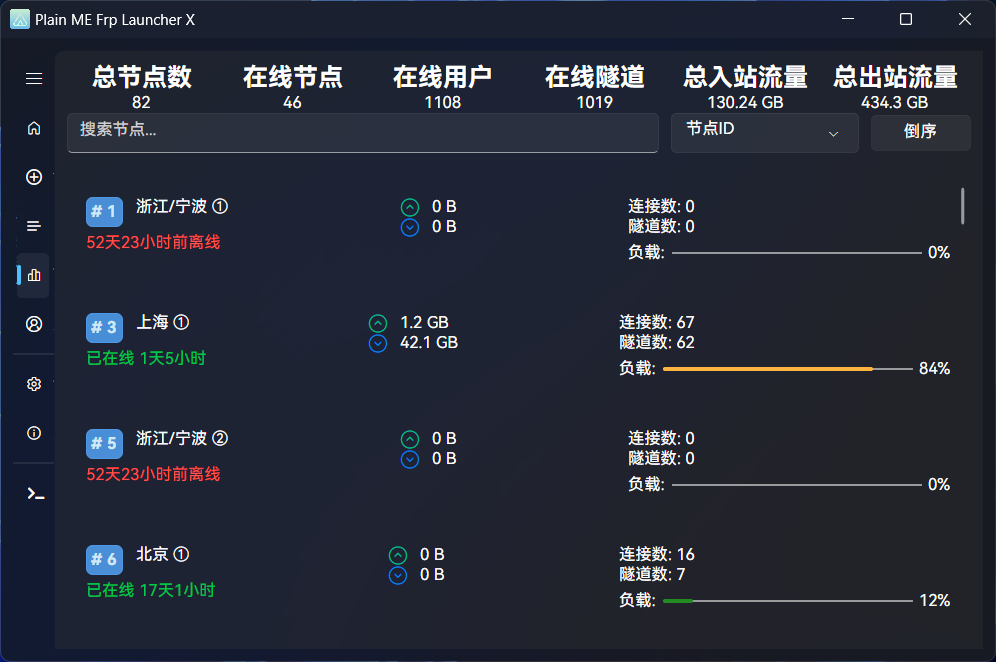 Plain ME Frp Launcher X
总节点数 在线节点 在线用户 在线隧道 总入站流量 总出站流量
82 46 1108 1019 130.24 GB 434.3 GB
搜索节点... 节点ID 倒序
# 1 浙江/宁波 ① 0 B 连接数: 0
0 B 隧道数: 0
52天23小时前离线 负载: 0%
# 3 上海 ① 1.2 GB 连接数: 67
42.1 GB 隧道数: 62
已在线 1天5小时 负载: 84%
# 5 浙江/宁波 ② 0 B 连接数: 0
0 B 隧道数: 0
52天23小时前离线 负载: 0%
# 6 北京 ① 0 B 连接数: 16
0 B 隧道数: 7
已在线 17天1小时 负载: 12%